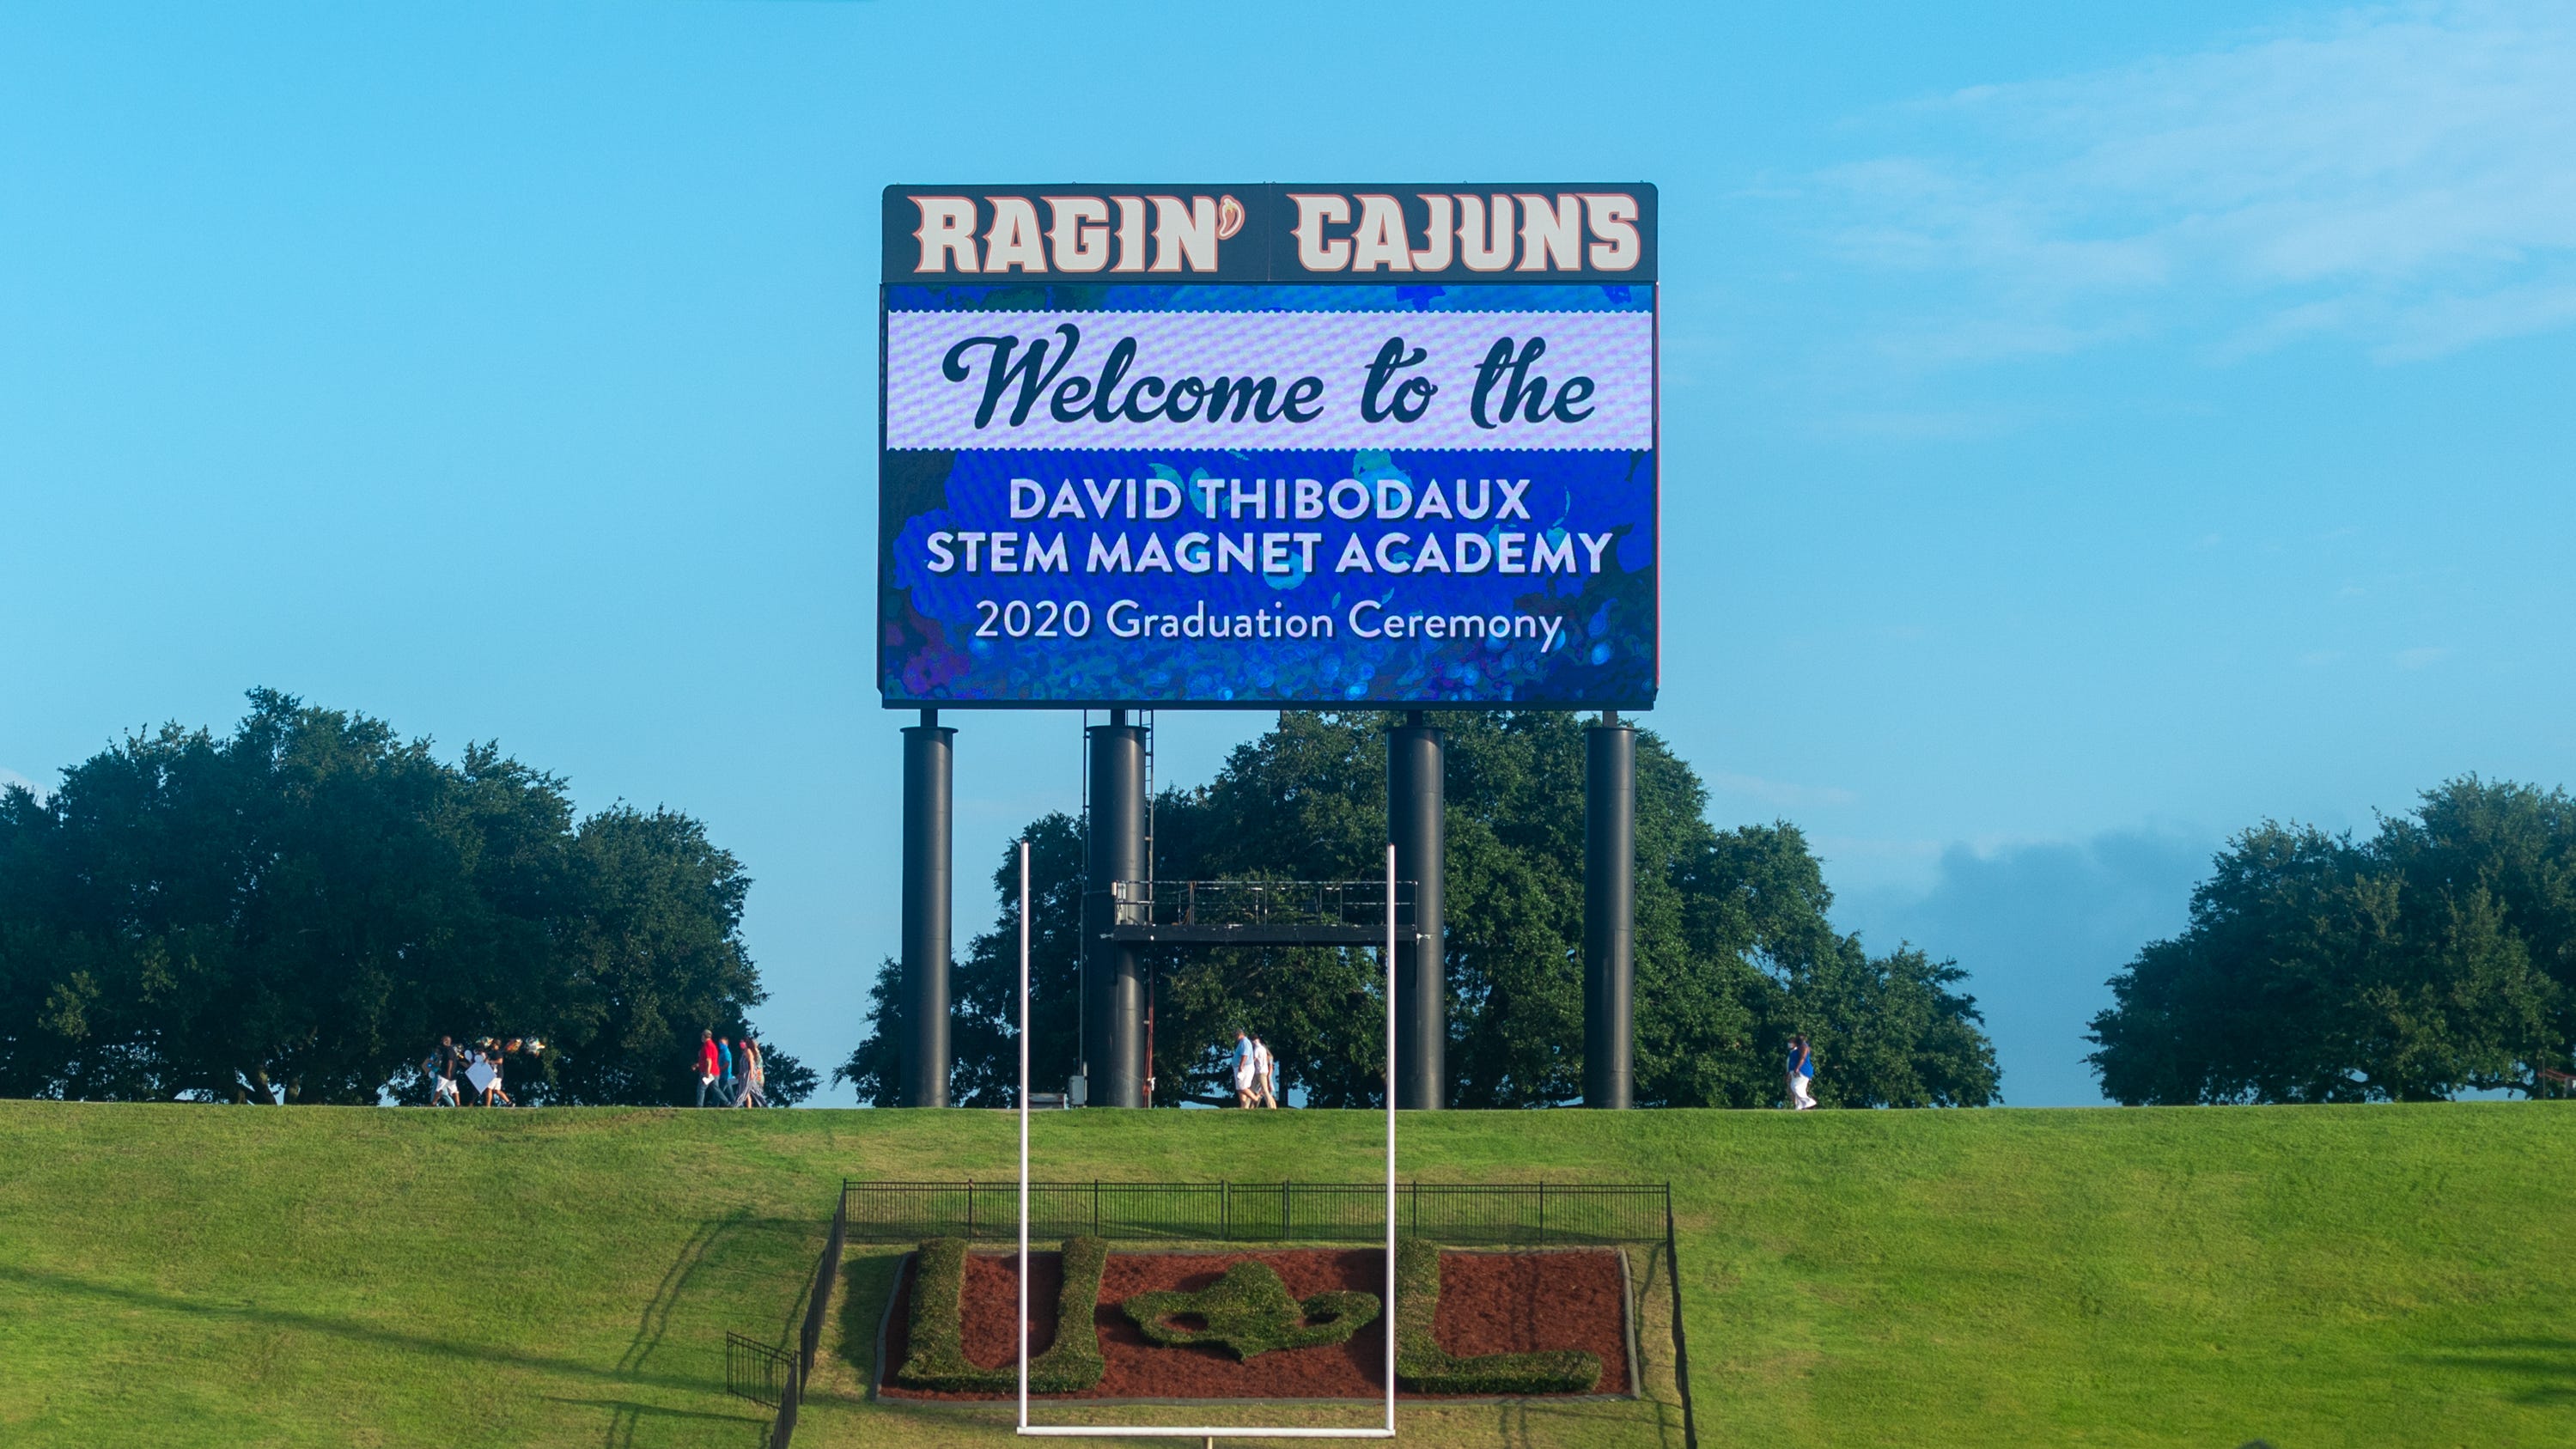 RAGIN' CAJUNS
Welcome to the
DAVID THIBODAUX
STEM MAGNET ACADEMY
2020 Graduation Ceremony
U L